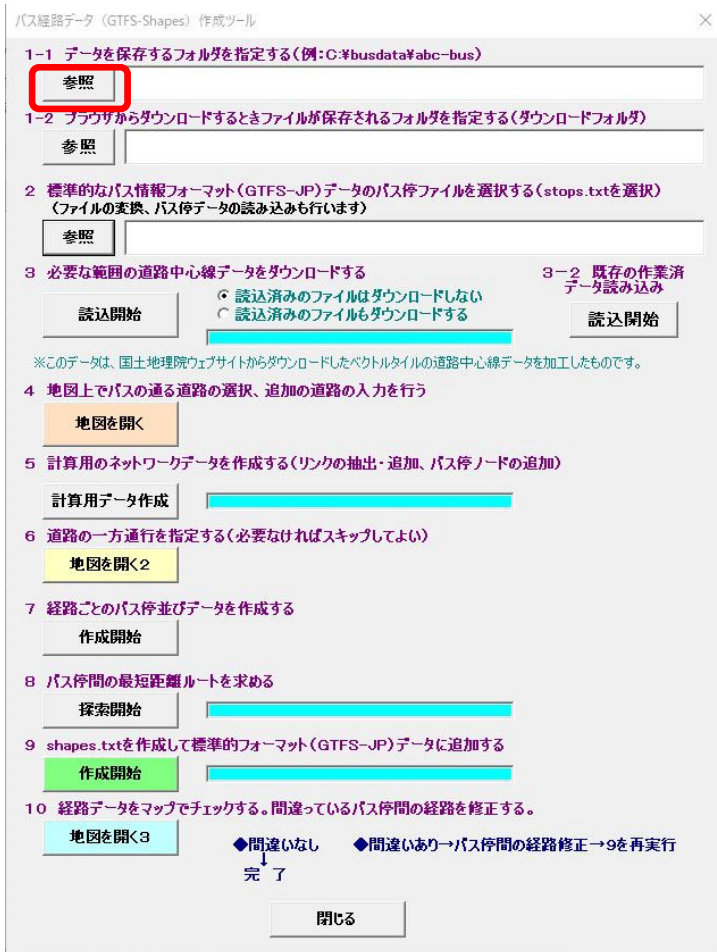 バス経路データ（GTFS-Shapes）作成ツール
1-1 データを保存するフォルダを指定する(例:C:¥busdata¥abc-bus)
参照
1-2 ブラウザからダウンロードするときファイルが保存されるフォルダを指定する(ダウンロードフォルダ)
参照
2 標準的なバス情報フォーマット(GTFS-JP)データのバス停ファイルを選択する(stops.txtを選択)
(ファイルの変換、バス停データの読み込みも行います)
参照
3 必要な範囲の道路中心線データをダウンロードする
読込開始
読込済みのファイルはダウンロードしない
読込済みのファイルもダウンロードする
3-2 既存の作業済
データ読み込み
読込開始
※このデータは、国土地理院ウェブサイトからダウンロードしたベクトルタイルの道路中心線データを加工したものです。
4 地図上でバスの通る道路の選択、追加の道路の入力を行う
地図を開く
5 計算用のネットワークデータを作成する(リンクの抽出・追加、バス停ノードの追加)
計算用データ作成
6 道路の一方通行を指定する(必要なければスキップしてよい)
地図を開く2
7 経路ごとのバス停並びデータを作成する
作成開始
8 バス停間の最短距離ルートを求める
探索開始
9 shapes.txtを作成して標準的フォーマット(GTFS-JP)データに追加する
作成開始
10 経路データをマップでチェックする。間違っているバス停間の経路を修正する。
地図を開く3
◆間違いなし ◆間違いあり→バス停間の経路修正→9を再実行
↓
完 了
閉じる